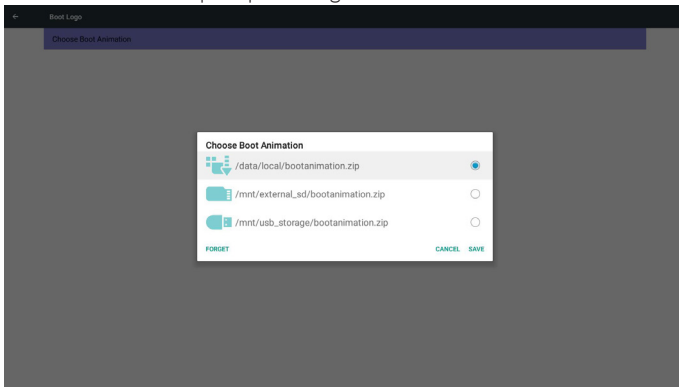 Boot Logo
Choose Boot Animation
Choose Boot Animation
/data/local/bootanimation.zip
/mnt/external_sd/bootanimation.zip
/mnt/usb_storage/bootanimation.zip
FORGET CANCEL SAVE